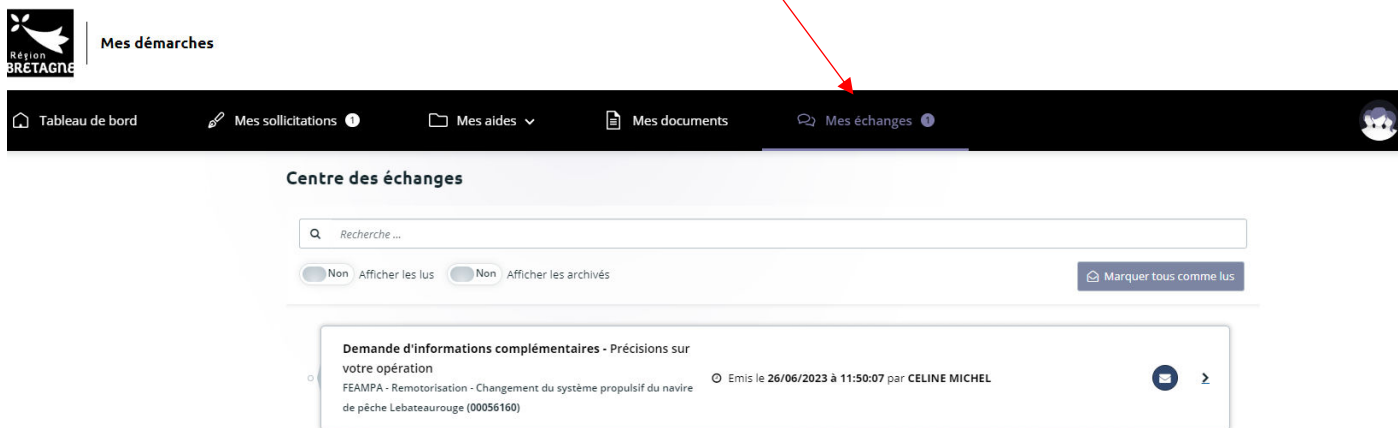 Région
BRETAGNE
Mes démarches
Tableau de bord Mes sollicitations 1 Mes aides Mes documents Mes échanges 1
Centre des échanges
Recherche ...
Non Afficher les lus Non Afficher les archivés Marquer tous comme lus
Demande d'informations complémentaires - Précisions sur
votre opération
FEAMPA - Remotorisation - Changement du système propulsif du navire
de pêche Lebateaurouge (00056160)
Emis le 26/06/2023 à 11:50:07 par CELINE MICHEL